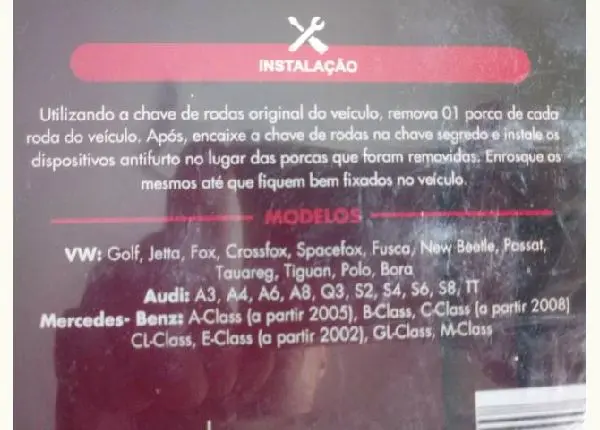 INSTALAÇÃO
Utilizando a chave de rodas original do veículo, remova 01 porca de cada
roda do veículo. Após, encaixe a chave de rodas na chave segredo e instale os
dispositivos antifurto no lugar das porcas que foram removidas. Enrosque os
mesmos até que fiquem bem fixados no veículo.
MODELOS
VW: Golf, Jetta, Fox, Crossfox, Spacefox, Fusca, New Beetle, Passat,
Tauareg, Tiguan, Polo, Bora
Audi: A3, A4, A6, A8, Q3, S2, S4, S6, S8, TT
Mercedes- Benz: A-Class (a partir 2005), B-Class, C-Class (a partir 2008)
CL-Class, E-Class (a partir 2002), GL-Class, M-Class